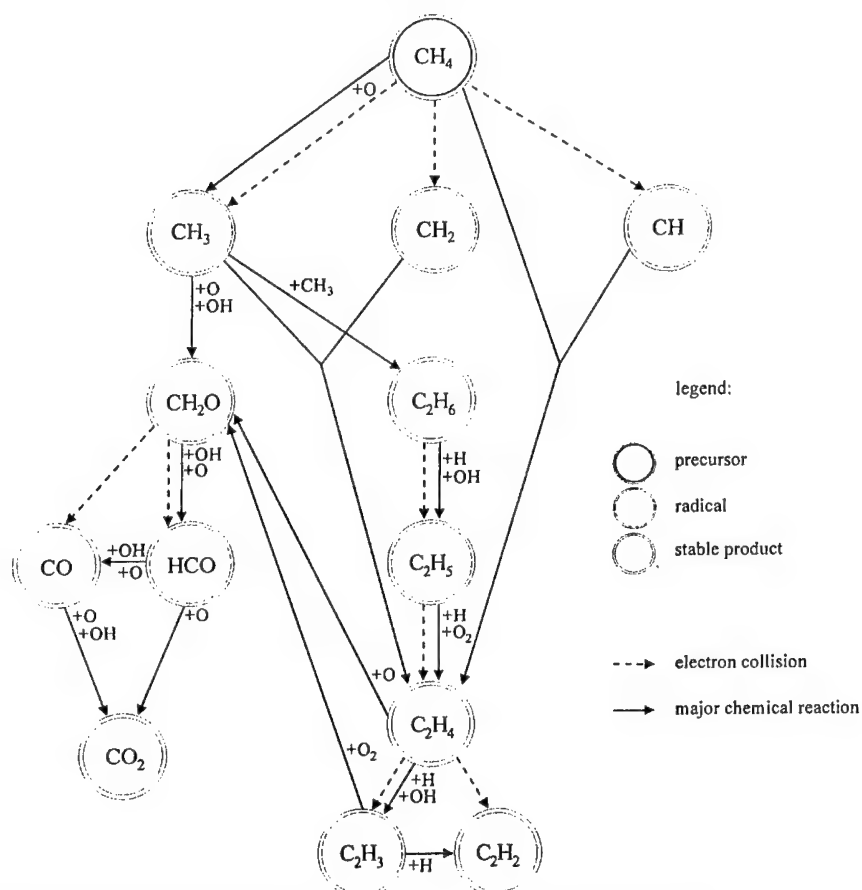 CH₄
+O
CH₃
CH₂
CH
+O
+OH
+CH₃
CH₂O
C₂H₆
legend:
+OH
+O
+H
+OH
precursor
radical
stable product
CO
+OH
+O
HCO
C₂H₅
+O
+OH
+O
+H
+O₂
electron collision
+O
major chemical reaction
CO₂
C₂H₄
+O₂
+H
+OH
C₂H₃
+H
C₂H₂